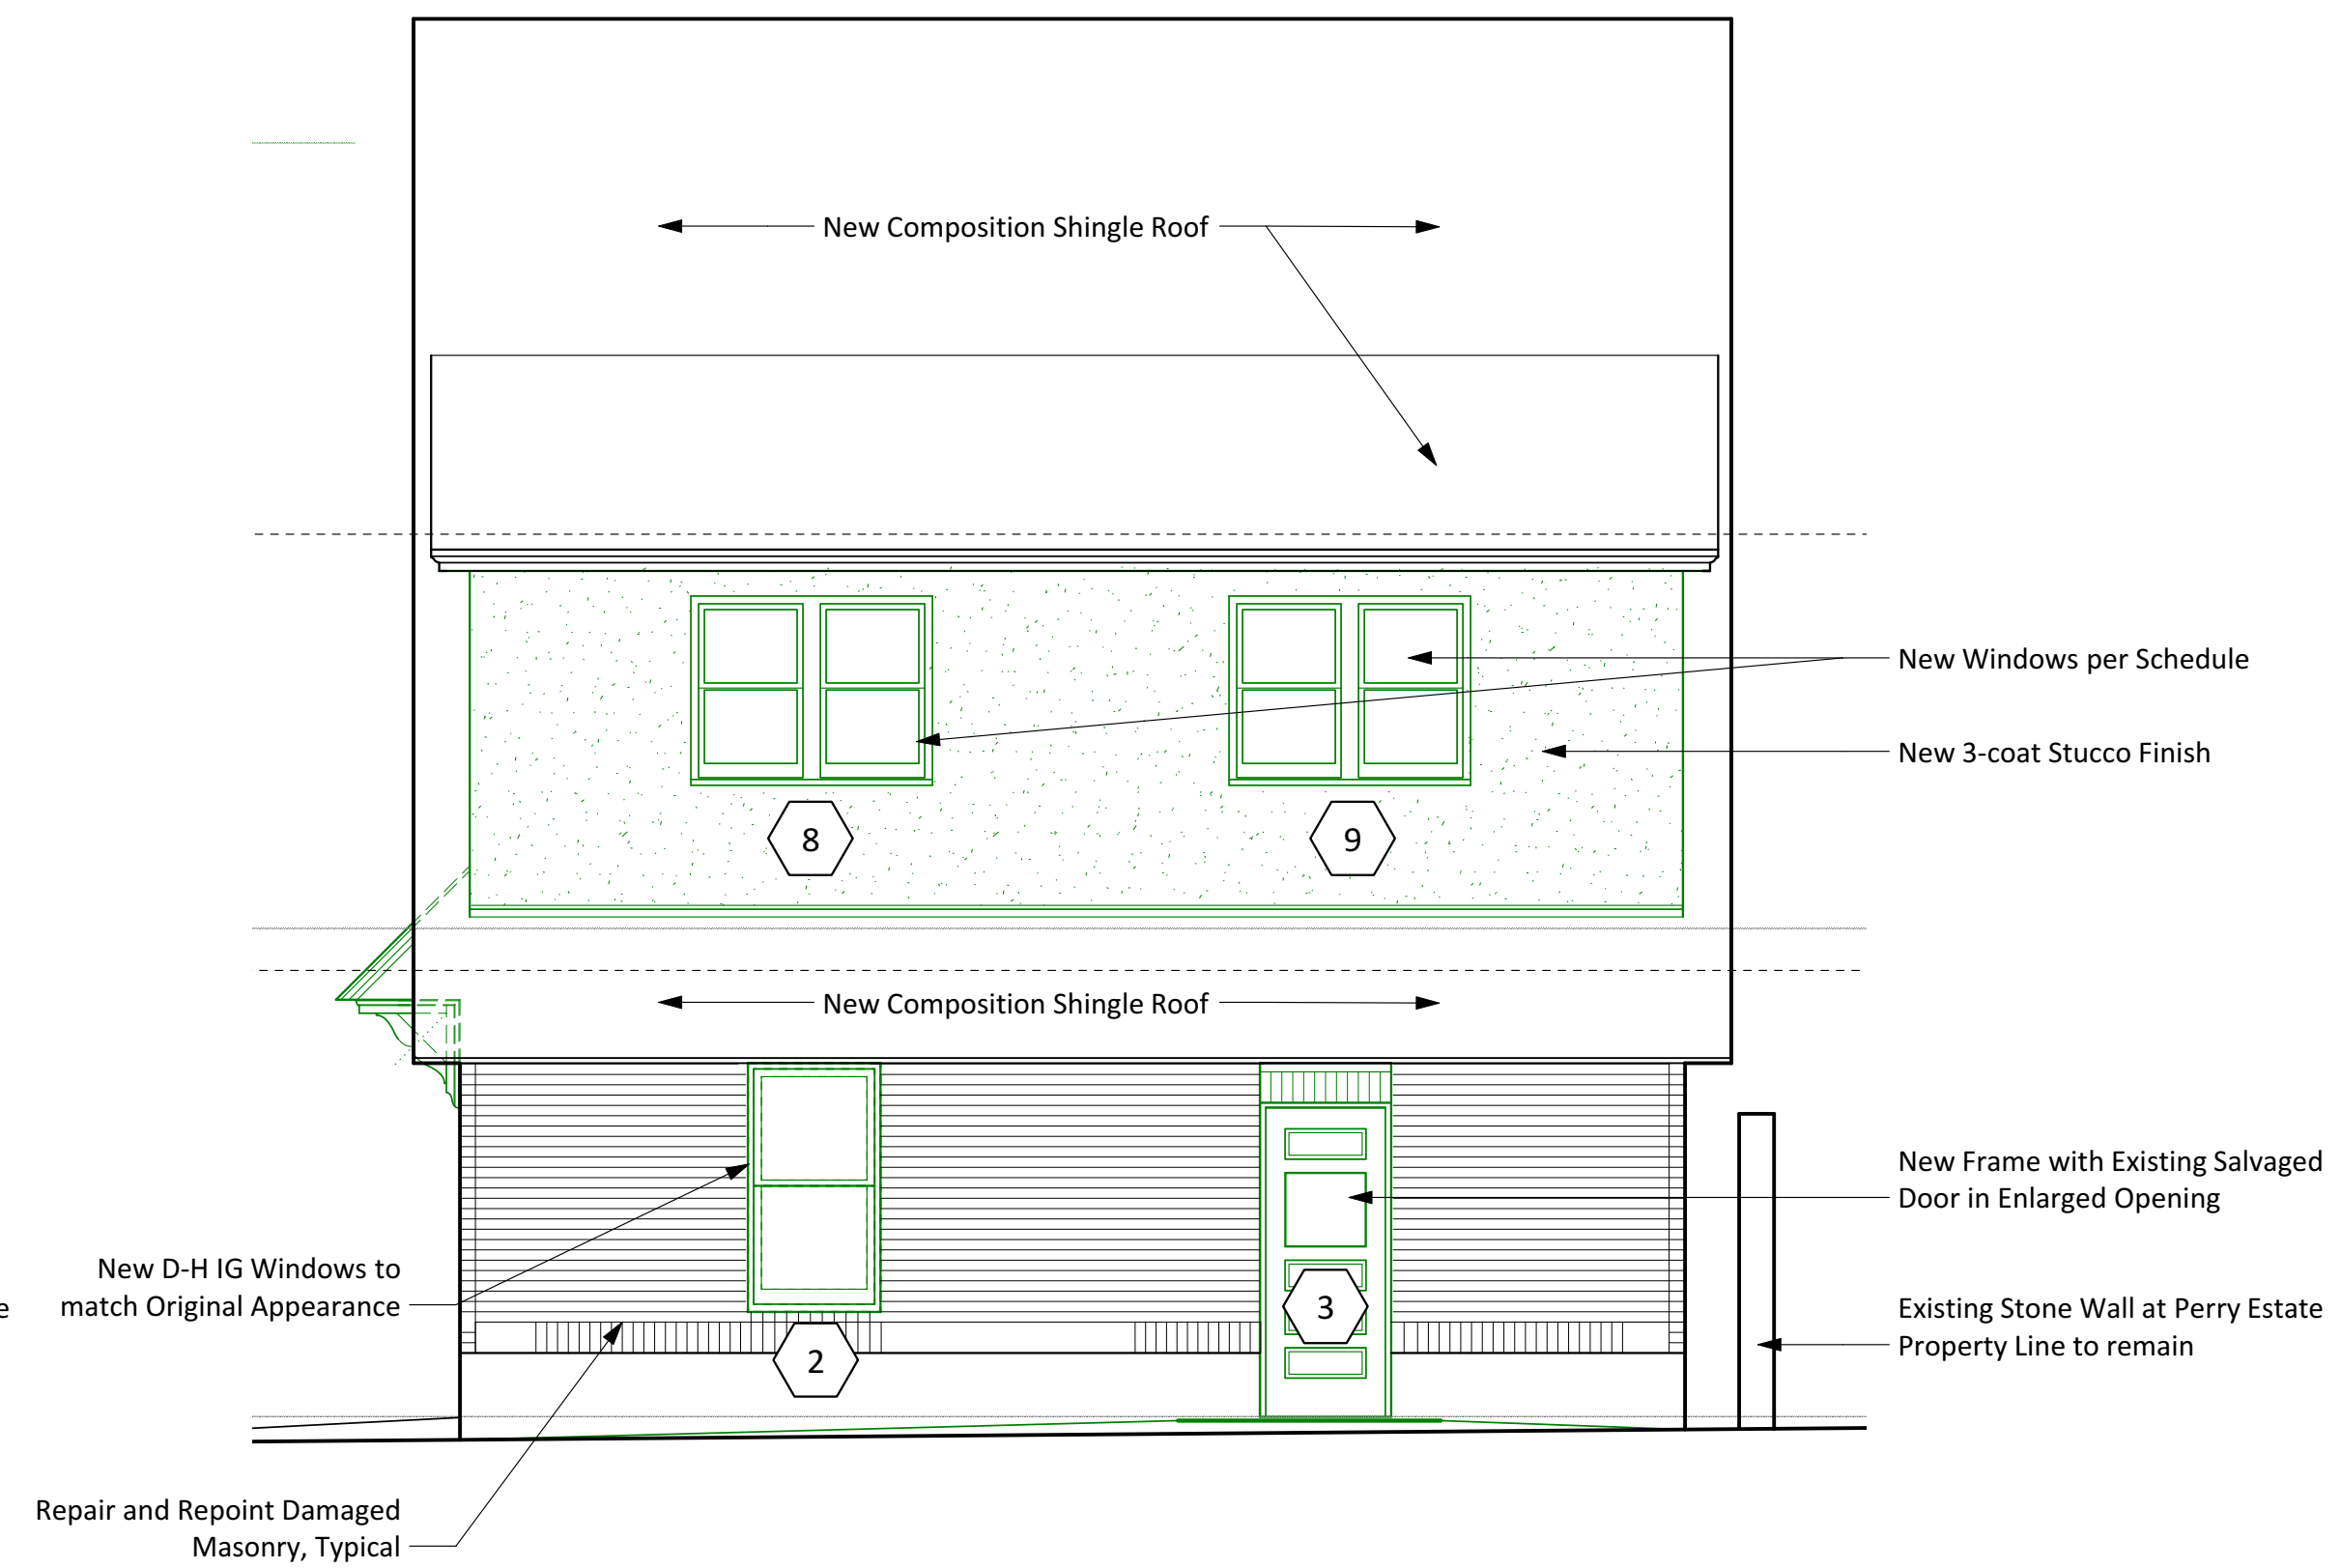 New Composition Shingle Roof
New Windows per Schedule
New 3-coat Stucco Finish
8
9
New Composition Shingle Roof
New Frame with Existing Salvaged
Door in Enlarged Opening
New D-H IG Windows to
match Original Appearance
e
3
2
Existing Stone Wall at Perry Estate
Property Line to remain
Repair and Repoint Damaged
Masonry, Typical